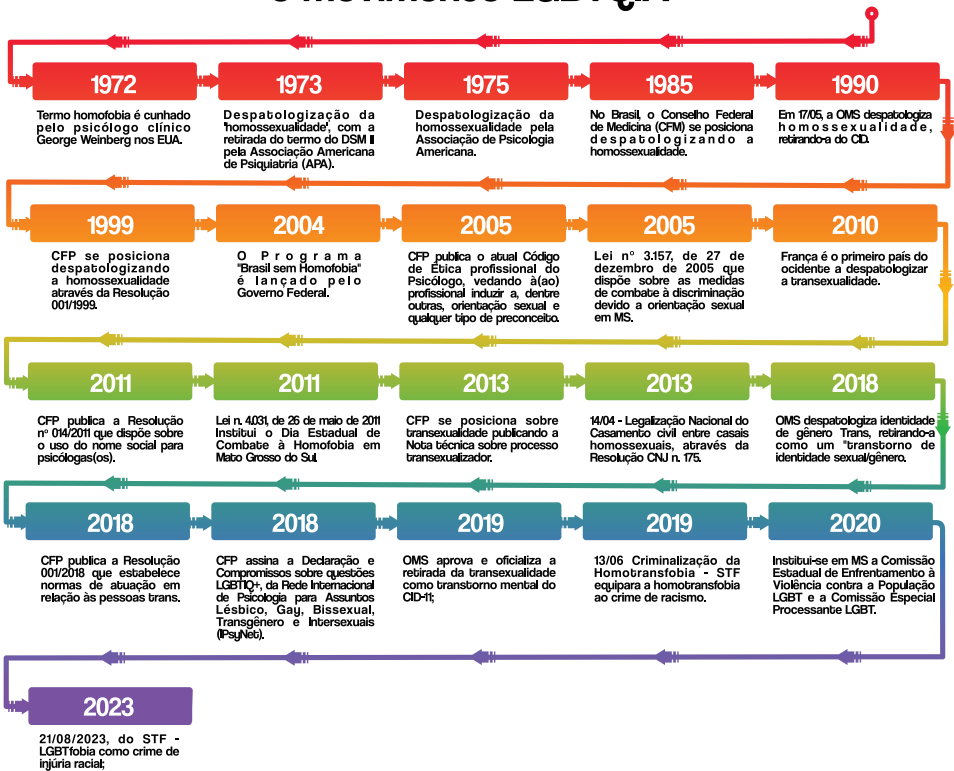 1972
Termo homofobia é cunhado
pelo psicólogo clínico
George Weinberg nos EUA.
1973
Despatologização da
'homossexualidade', com a
retirada do termo do DSM II
pela Associação Americana
de Psiquiatria (APA).
1975
Despatologização da
homossexualidade pela
Associação de Psicologia
Americana.
1985
No Brasil, o Conselho Federal
de Medicina (CFM) se posiciona
despatologizando a
homossexualidade.
1990
Em 17/05, a OMS despatologiza
homossexualidade,
retirando-a do CID.
1999
CFP se posiciona
despatologizando
a homossexualidade
através da Resolução
001/1999.
2004
O Programa
"Brasil sem Homofobia"
é lançado pelo
Governo Federal.
2005
CFP publica o atual Código
de Ética profissional do
Psicólogo, vedando à(ao)
profissional induzir a, dentre
outras, orientação sexual e
qualquer tipo de preconceito.
2005
Lei n° 3.157, de 27 de
dezembro de 2005 que
dispõe sobre as medidas
de combate à discriminação
devido a orientação sexual
em MS.
2010
França é o primeiro país do
ocidente a despatologizar
a transexualidade.
2011
CFP publica a Resolução
n° 014/2011 que dispõe sobre
o uso do nome social para
psicólogas(os).
2011
Lei n. 4.031, de 26 de maio de 2011
Institui o Dia Estadual de
Combate à Homofobia em
Mato Grosso do Sul.
2013
CFP se posiciona sobre
transexualidade publicando a
Nota técnica sobre processo
transexualizador.
2013
14/04 - Legalização Nacional do
Casamento civil entre casais
homossexuais, através da
Resolução CNJ n. 175.
2018
OMS despatologiza identidade
de gênero Trans, retirando-a
como um "transtorno de
identidade sexual/gênero.
2018
CFP publica a Resolução
001/2018 que estabelece
normas de atuação em
relação às pessoas trans.
2018
CFP assina a Declaração e
Compromissos sobre questões
LGBTIQ+, da Rede Internacional
de Psicologia para Assuntos
Lésbico, Gay, Bissexual,
Transgênero e Intersexuais
(IPsyNet).
2019
OMS aprova e oficializa a
retirada da transexualidade
como transtorno mental do
CID-11;
2019
13/06 Criminalização da
Homotransfobia - STF
equipara a homotransfobia
ao crime de racismo.
2020
Institui-se em MS a Comissão
Estadual de Enfrentamento à
Violência contra a População
LGBT e a Comissão Especial
Processante LGBT.
2023
21/08/2023, do STF -
LGBTfobia como crime de
injúria racial;